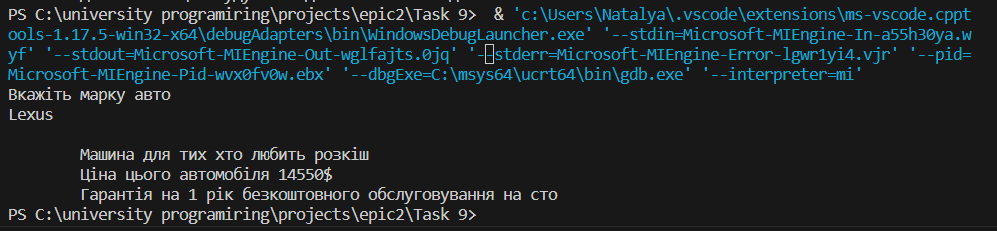 PS C:\university programiring\projects\epic2\Task 9>  & 'c:\Users\Natalya\.vscode\extensions\ms-vscode.cppt
ools-1.17.5-win32-x64\debugAdapters\bin\WindowsDebugLauncher.exe' '--stdin=Microsoft-MIEngine-In-a55h30ya.w
yf' '--stdout=Microsoft-MIEngine-Out-wglfajts.0jq' '--stderr=Microsoft-MIEngine-Error-lgwr1yi4.vjr' '--pid=
Microsoft-MIEngine-Pid-wvx0fv0w.ebx' '--dbgExe=C:\msys64\ucrt64\bin\gdb.exe' '--interpreter=mi'
Вкажіть марку авто
Lexus
Машина для тих хто любить розкіш
Ціна цього автомобіля 14550$
Гарантія на 1 рік безкоштовного обслуговування на сто
PS C:\university programiring\projects\epic2\Task 9>